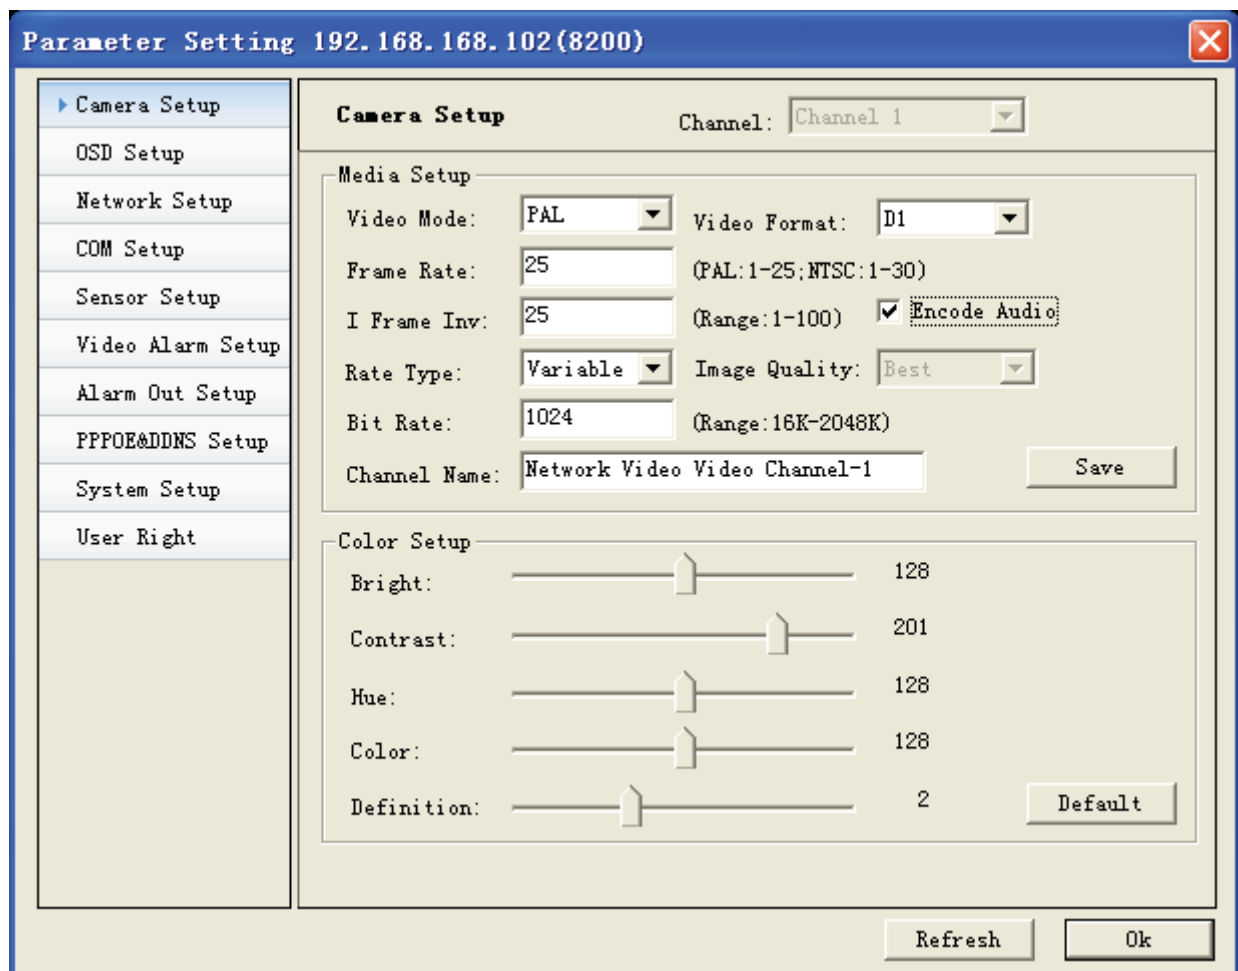 Parameter Setting 192.168.168.102(8200)
Camera Setup
OSD Setup
Network Setup
COM Setup
Sensor Setup
Video Alarm Setup
Alarm Out Setup
PPPOE&DDNS Setup
System Setup
User Right
Camera Setup Channel: Channel 1
Media Setup
Video Mode: PAL Video Format: D1
Frame Rate: 25 (PAL:1-25;NTSC:1-30)
I Frame Inv: 25 (Range:1-100) Encode Audio
Rate Type: Variable Image Quality: Best
Bit Rate: 1024 (Range:16K-2048K)
Channel Name: Network Video Video Channel-1 Save
Color Setup
Bright: 128
Contrast: 201
Hue: 128
Color: 128
Definition: 2 Default
Refresh Ok